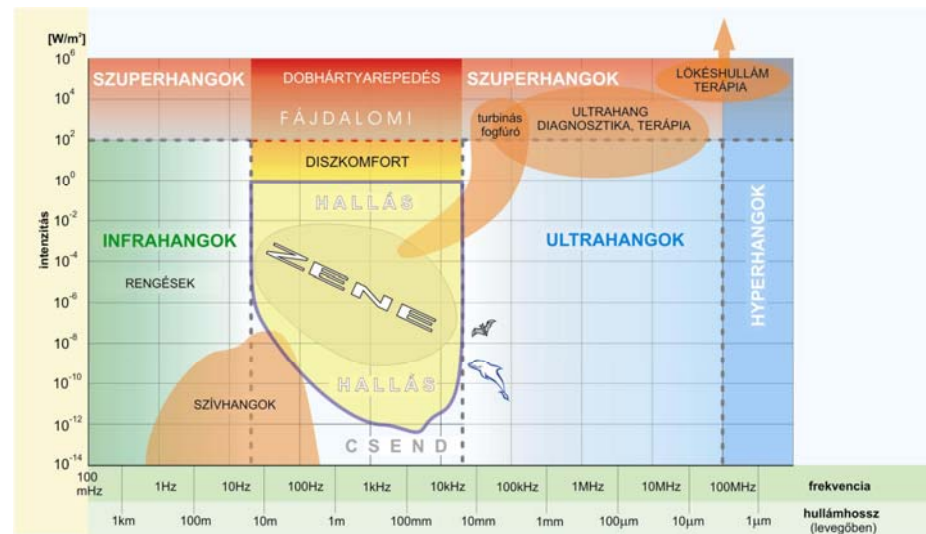 [W/m²]
10⁶
10⁴
10²
10⁰
10⁻²
10⁻⁴
10⁻⁶
10⁻⁸
10⁻¹⁰
10⁻¹²
10⁻¹⁴
intenzitás
SZUPERHANGOK
DOBHÁRTYAREPEDÉS
SZUPERHANGOK
LÖKÉSHULLÁM
TERÁPIA
FÁJDALOM!
turbinás
fogfúró
ULTRAHANG
DIAGNOSZTIKA, TERÁPIA
DISZKOMFORT
HALLÁS
INFRAHANGOK
ZENE
ULTRAHANGOK
HYPERHANGOK
RENGÉSEK
HALLÁS
SZÍVHANGOK
CSEND
100 mHz
1Hz
10Hz
100Hz
1kHz
10kHz
100kHz
1MHz
10MHz
100MHz
frekvencia
1km
100m
10m
1m
100mm
10mm
1mm
100µm
10µm
1µm
hullámhossz
(levegőben)